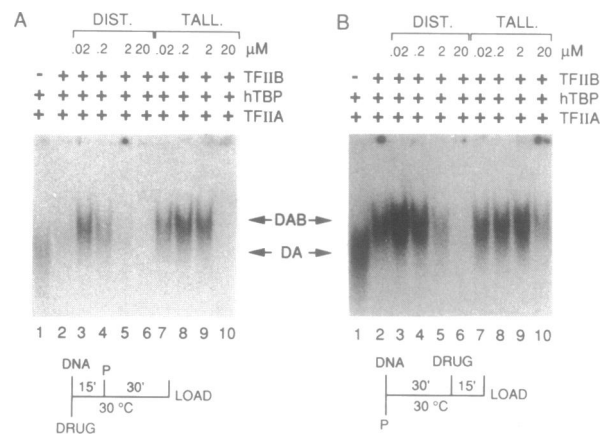 A
DIST. TALL.
.02 .2 2 20 .02 .2 2 20 μM
- + + + + + + + + + TFIIB
+ + + + + + + + + + hTBP
+ + + + + + + + + + TFIIA
1 2 3 4 5 6 7 8 9 10
DNA P
15' 30' LOAD
30 °C
DRUG
DAB
DA
B
DIST. TALL.
.02 .2 2 20 .02 .2 2 20 μM
- + + + + + + + + + TFIIB
+ + + + + + + + + + hTBP
+ + + + + + + + + + TFIIA
1 2 3 4 5 6 7 8 9 10
DNA DRUG
30' 15' LOAD
30 °C
P